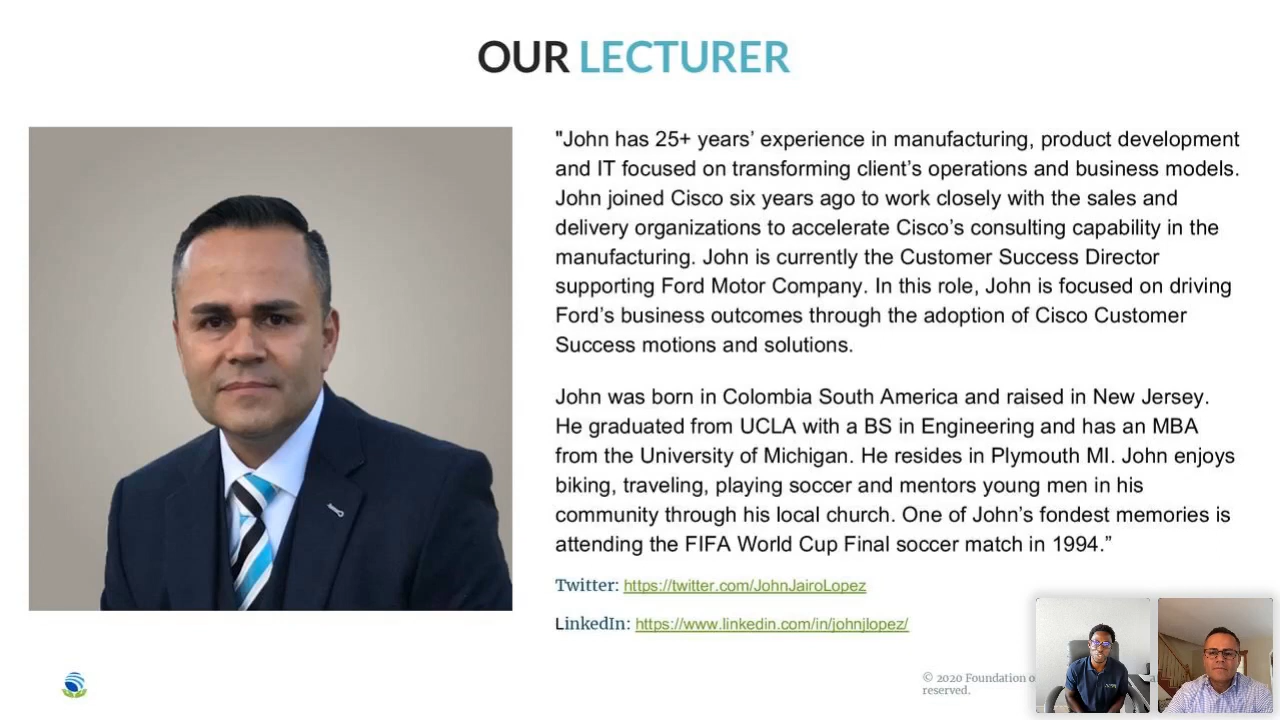 OUR LECTURER
"John has 25+ years’ experience in manufacturing, product development
and IT focused on transforming client’s operations and business models.
John joined Cisco six years ago to work closely with the sales and
delivery organizations to accelerate Cisco’s consulting capability in the
manufacturing. John is currently the Customer Success Director
supporting Ford Motor Company. In this role, John is focused on driving
Ford’s business outcomes through the adoption of Cisco Customer
Success motions and solutions.
John was born in Colombia South America and raised in New Jersey.
He graduated from UCLA with a BS in Engineering and has an MBA
from the University of Michigan. He resides in Plymouth MI. John enjoys
biking, traveling, playing soccer and mentors young men in his
community through his local church. One of John’s fondest memories is
attending the FIFA World Cup Final soccer match in 1994.”
Twitter: https://twitter.com/JohnJairoLopez
LinkedIn: https://www.linkedin.com/in/johnjlopez/
© 2020 Foundation
reserved.